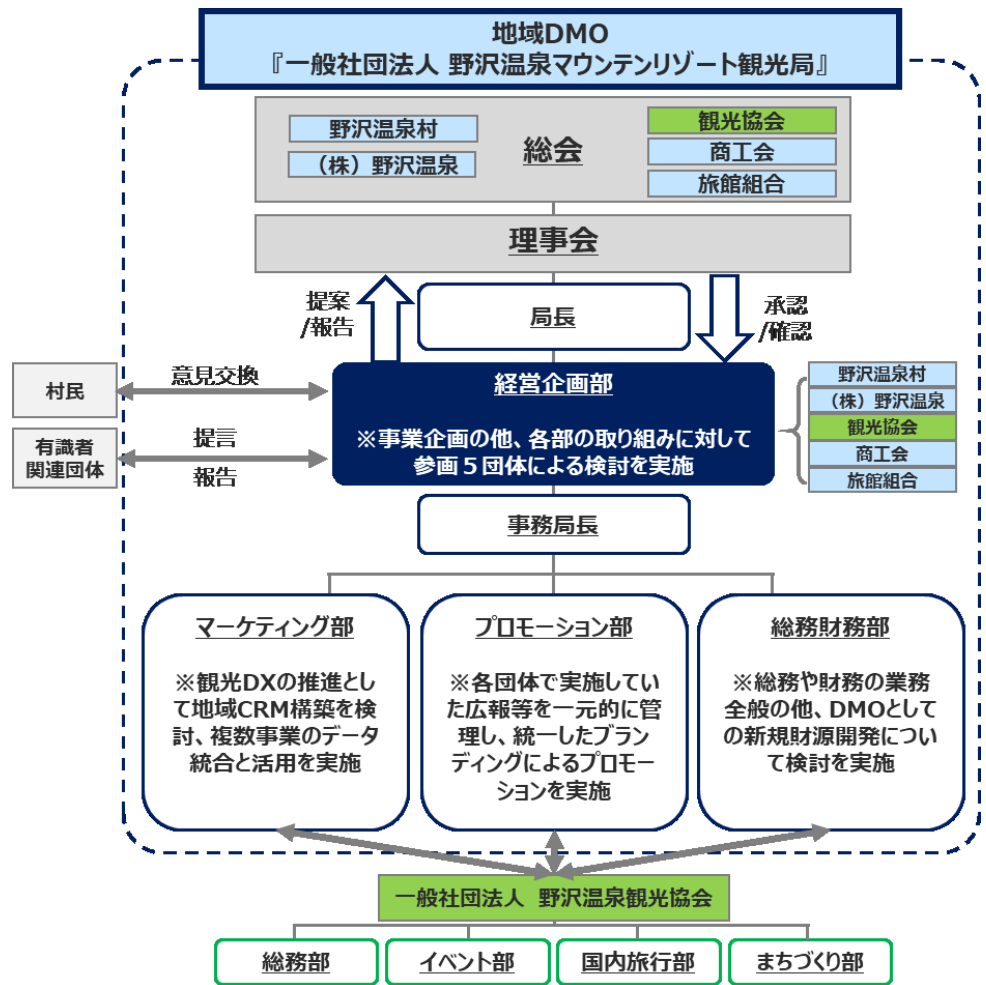 地域DMO
『一般社団法人 野沢温泉マウンテンリゾート観光局』
野沢温泉村
(株)野沢温泉
総会
観光協会
商工会
旅館組合
理事会
提案
/報告
局長
承認
/確認
村民
意見交換
有識者
関連団体
提言
報告
経営企画部
※事業企画の他、各部の取り組みに対して
参画5団体による検討を実施
野沢温泉村
(株)野沢温泉
観光協会
商工会
旅館組合
事務局長
マーケティング部
※観光DXの推進とし
て地域CRM構築を検
討、複数事業のデータ
統合と活用を実施
プロモーション部
※各団体で実施してい
た広報等を一元的に管
理し、統一したブラン
ディングによるプロモー
ションを実施
総務財務部
※総務や財務の業務
全般の他、DMOとして
の新規財源開発につい
て検討を実施
一般社団法人 野沢温泉観光協会
総務部
イベント部
国内旅行部
まちづくり部